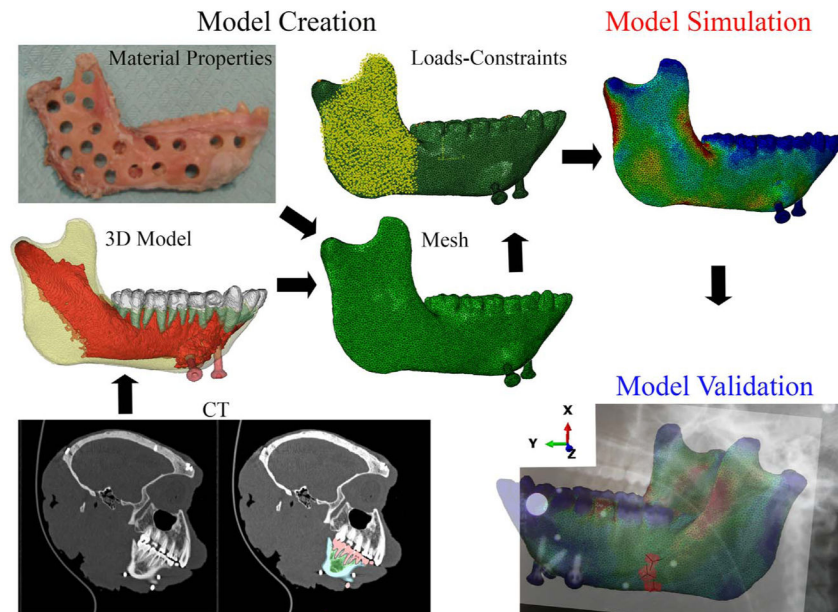 Model Creation
Model Simulation
Material Properties
Loads-Constraints
3D Model
Mesh
CT
Model Validation
X
Y
Z